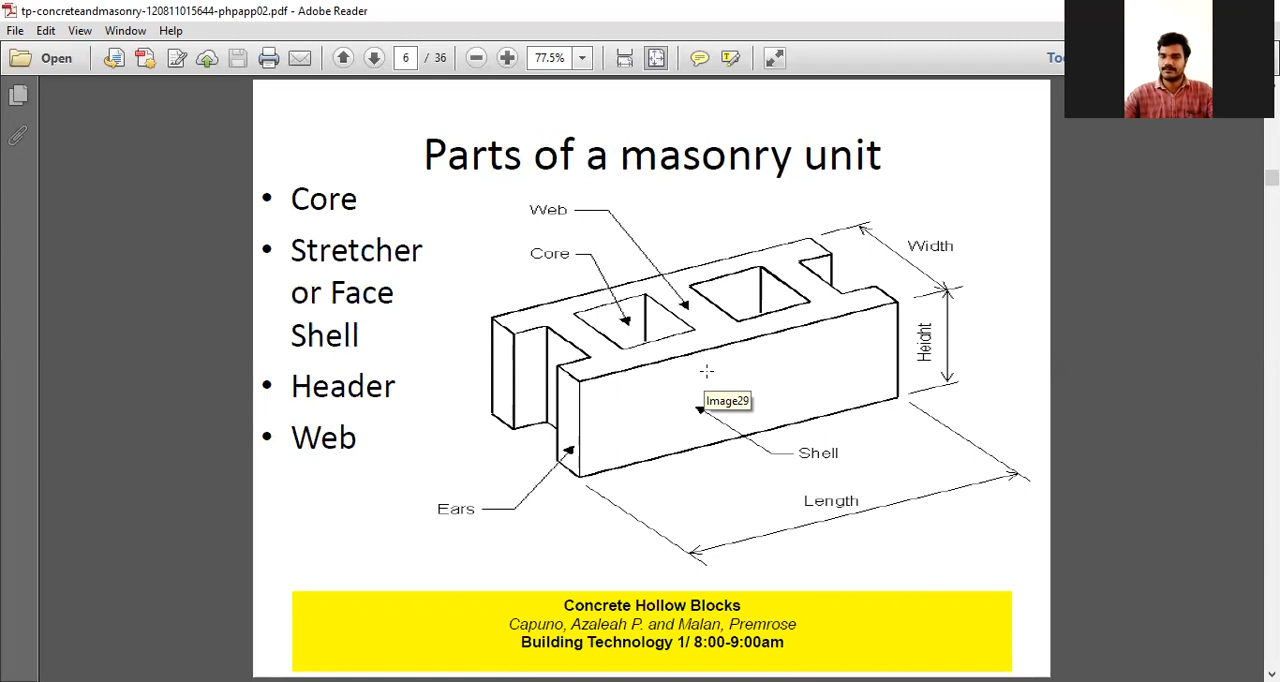 tp-concreteandmasonry-120811015644-phpapp02.pdf - Adobe Reader
File Edit View Window Help
Open 6 / 36 77.5%
Parts of a masonry unit
• Core
• Stretcher
or Face
Shell
• Header
• Web
Web
Core
Width
Height
Image29
Shell
Length
Ears
Concrete Hollow Blocks
Capuno, Azaleah P. and Malan, Premrose
Building Technology 1/ 8:00-9:00am